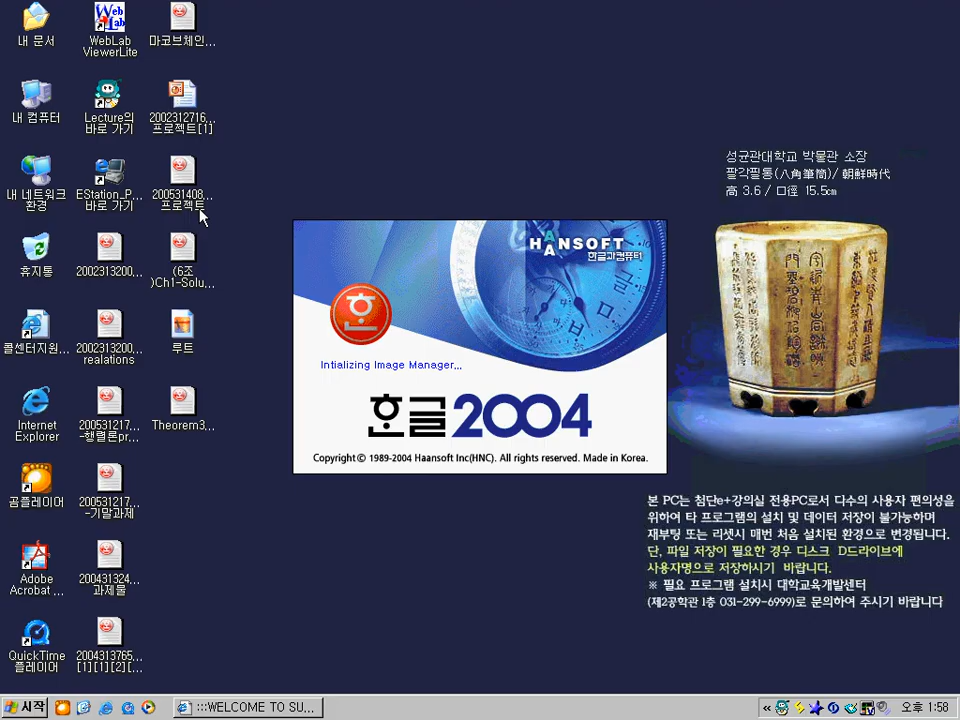 내 문서
WebLab
ViewerLite
마코브체인...
내 컴퓨터
Lecture의
바로 가기
2002312716...
프로젝트[1]
내 네트워크
환경
EStation_P...
바로 가기
200531408...
프로젝트
휴지통
2002313200...
(6조
)Ch1-Solu...
콜센터지원...
2002313200...
realations
루트
Internet
Explorer
200531217...
-행렬론pr...
Theorem3...
곰플레이어
200531217...
-기말과제
Adobe
Acrobat ...
200431324...
과제물
QuickTime
플레이어
2004313765...
[1][1][2][...
HANSOFT
한글과컴퓨터
Intializing Image Manager...
한글2004
Copyright© 1989-2004 Haansoft Inc(HNC). All rights reserved. Made in Korea.
성균관대학교 박물관 소장
팔각필통(八角筆筒)/ 朝鮮時代
高 3.6 / 口徑 15.5㎝
본 PC는 첨단e+강의실 전용PC로서 다수의 사용자 편의성을
위하여 타 프로그램의 설치 및 데이터 저장이 불가능하며
재부팅 또는 리셋시 매번 처음 설치된 환경으로 변경됩니다.
단, 파일 저장이 필요한 경우 디스크 D드라이브에
사용자명으로 저장하시기 바랍니다.
※ 필요 프로그램 설치시 대학교육개발센터
(제2공학관 1층 031-299-6999)로 문의하여 주시기 바랍니다
시작
:::WELCOME TO SU...
오후 1:58